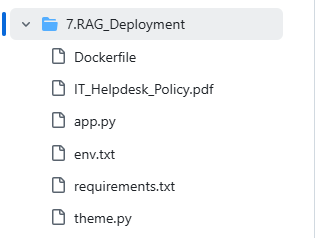 7.RAG_Deployment
Dockerfile
IT_Helpdesk_Policy.pdf
app.py
env.txt
requirements.txt
theme.py